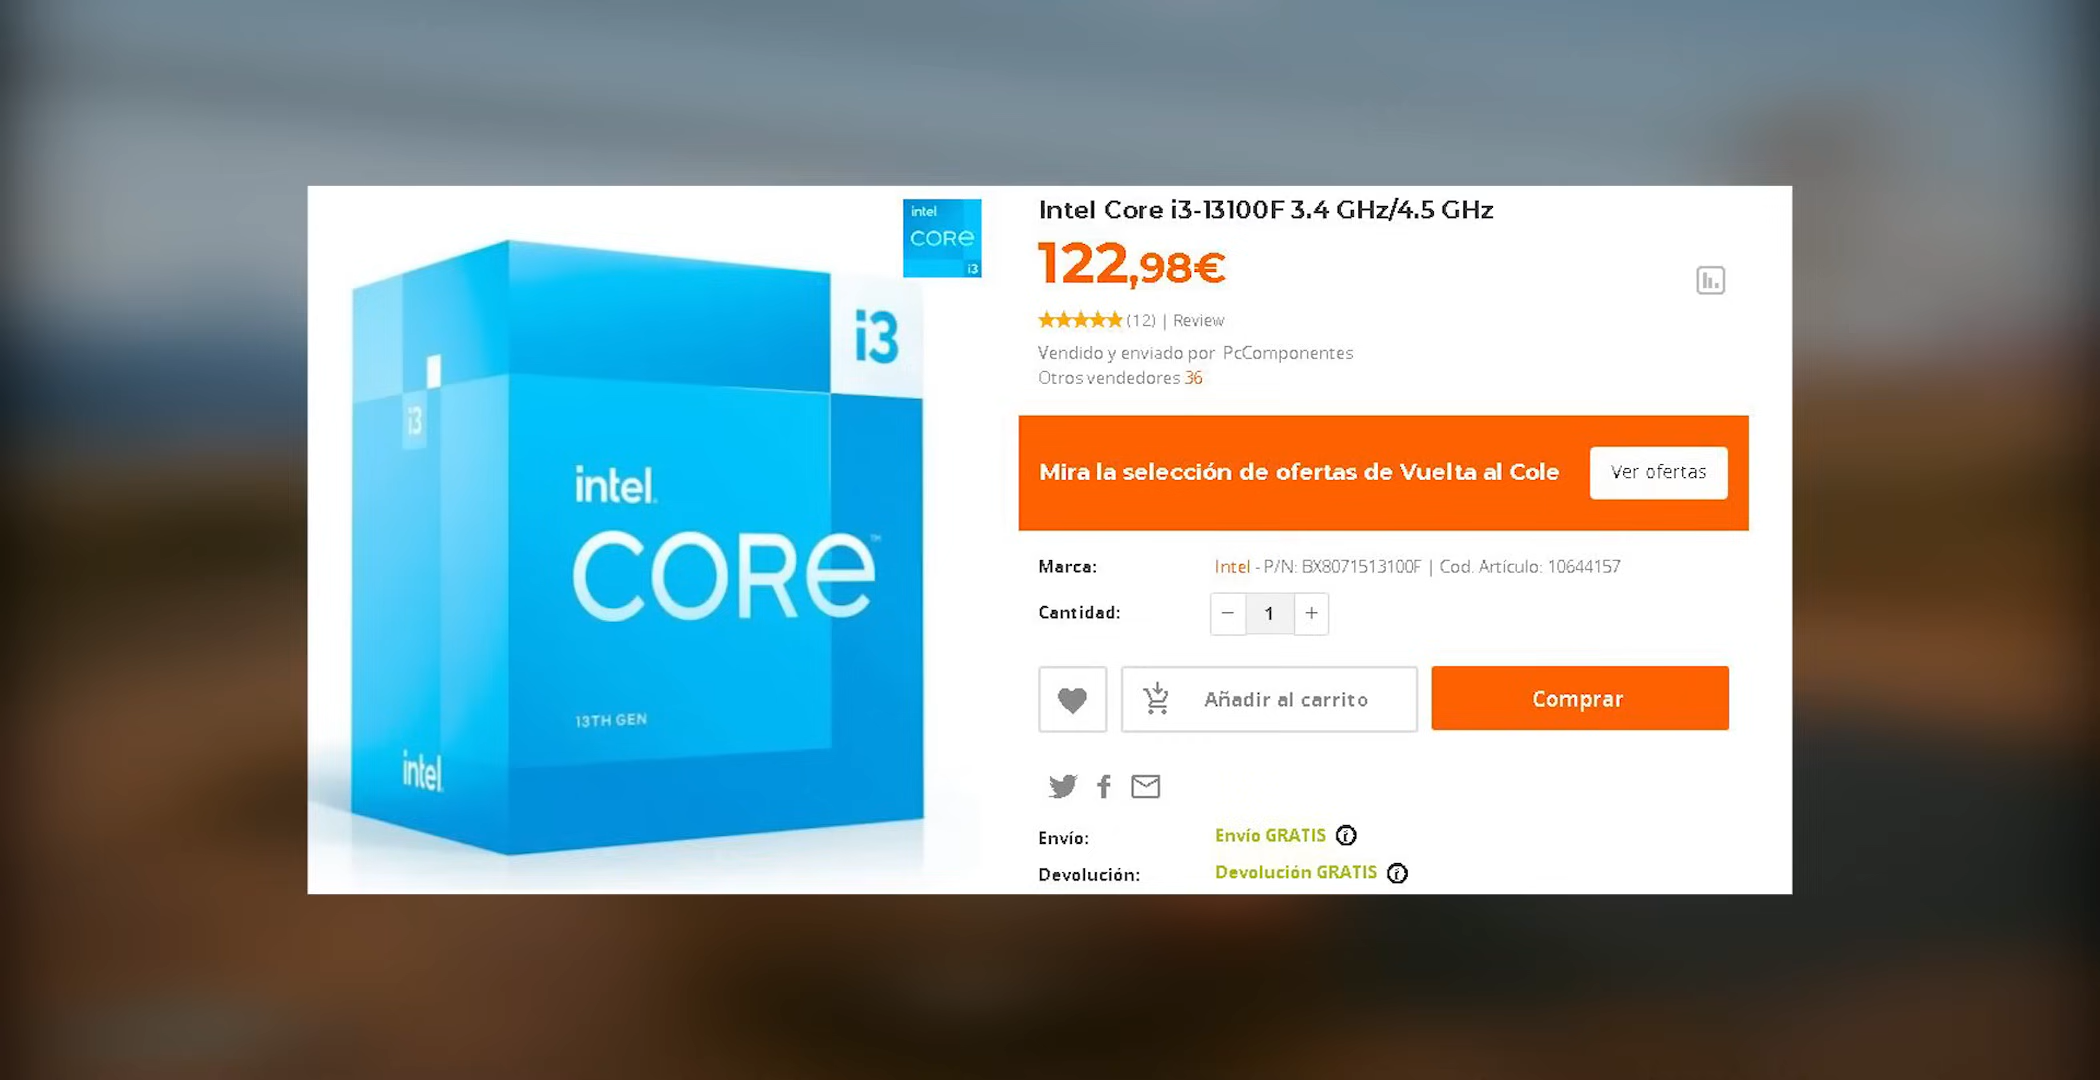 intel
CORE
i3
i3
i3
intel
CORE™
13TH GEN
intel
Intel Core i3-13100F 3.4 GHz/4.5 GHz
122,98€
(12) | Review
Vendido y enviado por PcComponentes
Otros vendedores 36
Mira la selección de ofertas de Vuelta al Cole
Ver ofertas
Marca: Intel - P/N: BX8071513100F | Cod. Artículo: 10644157
Cantidad: − 1 +
Añadir al carrito
Comprar
Envío: Envío GRATIS
Devolución: Devolución GRATIS